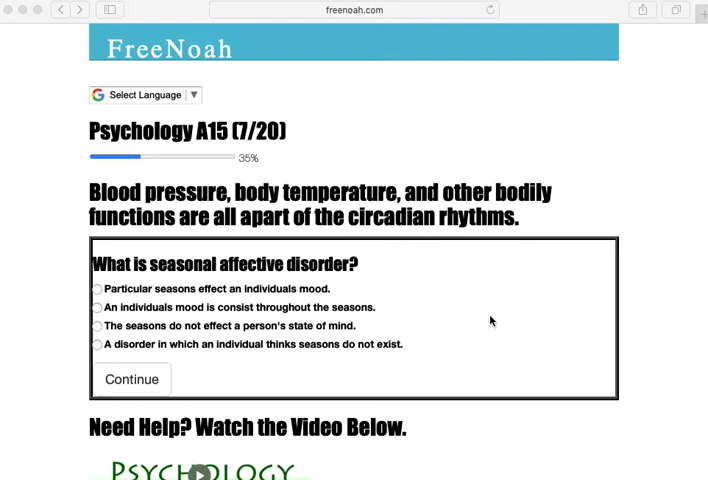 freenoah.com
FreeNoah
Select Language ▼
Psychology A15 (7/20)
35%
Blood pressure, body temperature, and other bodily
functions are all apart of the circadian rhythms.
What is seasonal affective disorder?
Particular seasons effect an individuals mood.
An individuals mood is consist throughout the seasons.
The seasons do not effect a person's state of mind.
A disorder in which an individual thinks seasons do not exist.
Continue
Need Help? Watch the Video Below.
PSYCHOLOGY